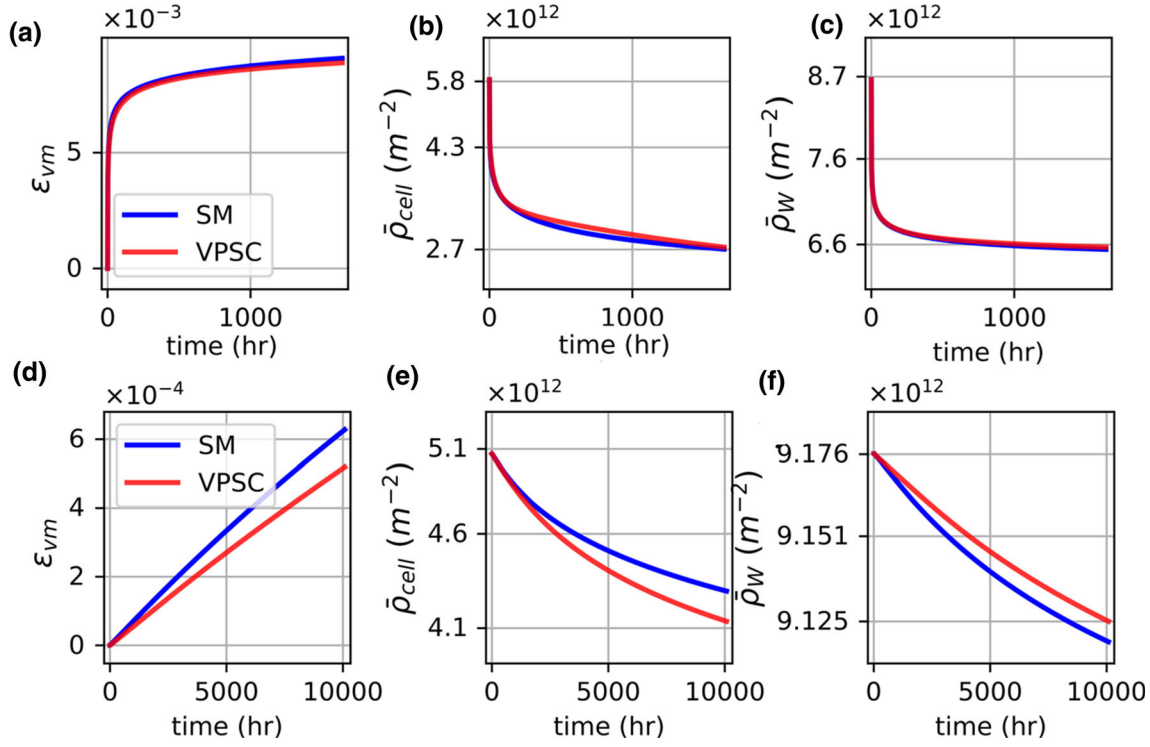 (a)
×10⁻³
5
0
ε_vm
SM
VPSC
0 1000
time (hr)
(b)
×10¹²
5.8
4.3
2.7
ρ̄_cell (m⁻²)
0 1000
time (hr)
(c)
×10¹²
8.7
7.6
6.6
ρ̄_W (m⁻²)
0 1000
time (hr)
(d)
×10⁻⁴
6
4
2
0
ε_vm
SM
VPSC
0 5000 10000
time (hr)
(e)
×10¹²
5.1
4.6
4.1
ρ̄_cell (m⁻²)
0 5000 10000
time (hr)
(f)
×10¹²
9.176
9.151
9.125
ρ̄_W (m⁻²)
0 5000 10000
time (hr)